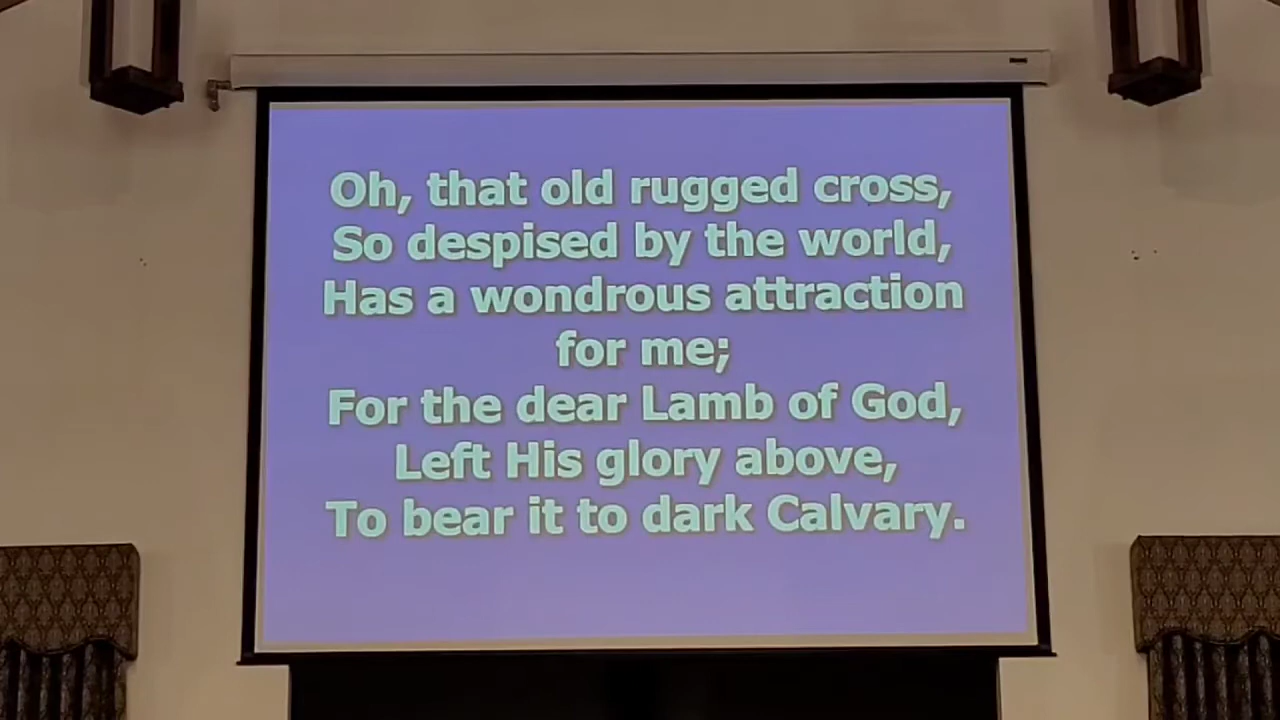 Oh, that old rugged cross,
So despised by the world,
Has a wondrous attraction
for me;
For the dear Lamb of God,
Left His glory above,
To bear it to dark Calvary.